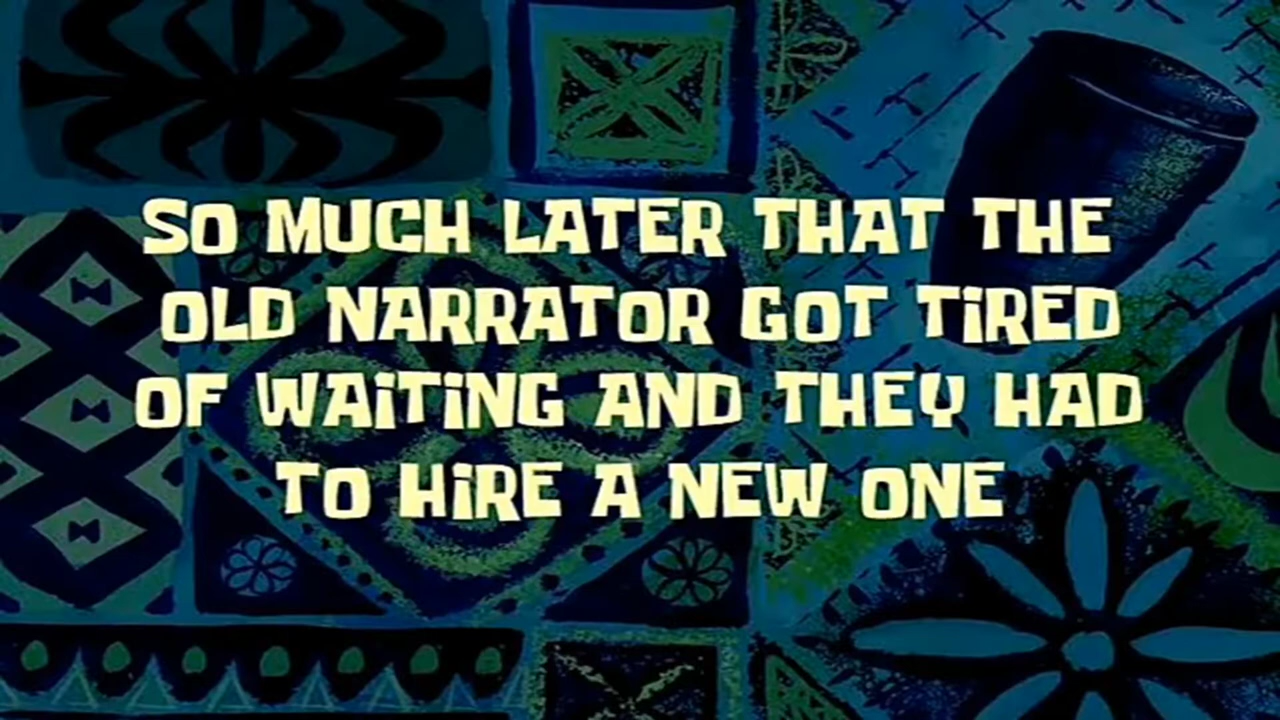 SO MUCH LATER THAT THE
OLD NARRATOR GOT TiRED
OF WAiTiNG AND THEY HAD
TO HiRE A NEW ONE